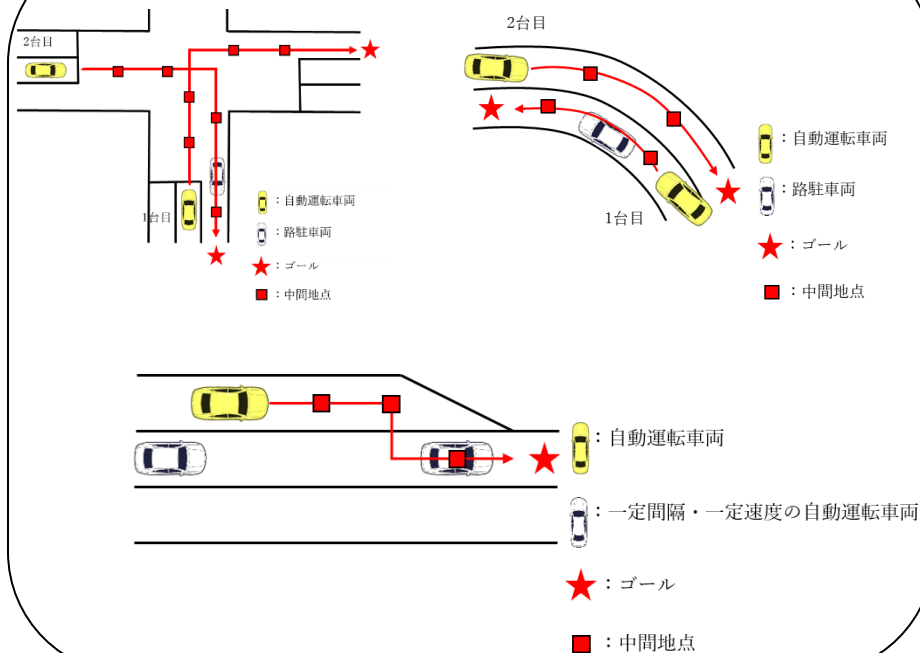 2台目
1台目
：自動運転車両
：路駐車両
：ゴール
：中間地点
2台目
1台目
：自動運転車両
：路駐車両
：ゴール
：中間地点
：自動運転車両
：一定間隔・一定速度の自動運転車両
：ゴール
：中間地点